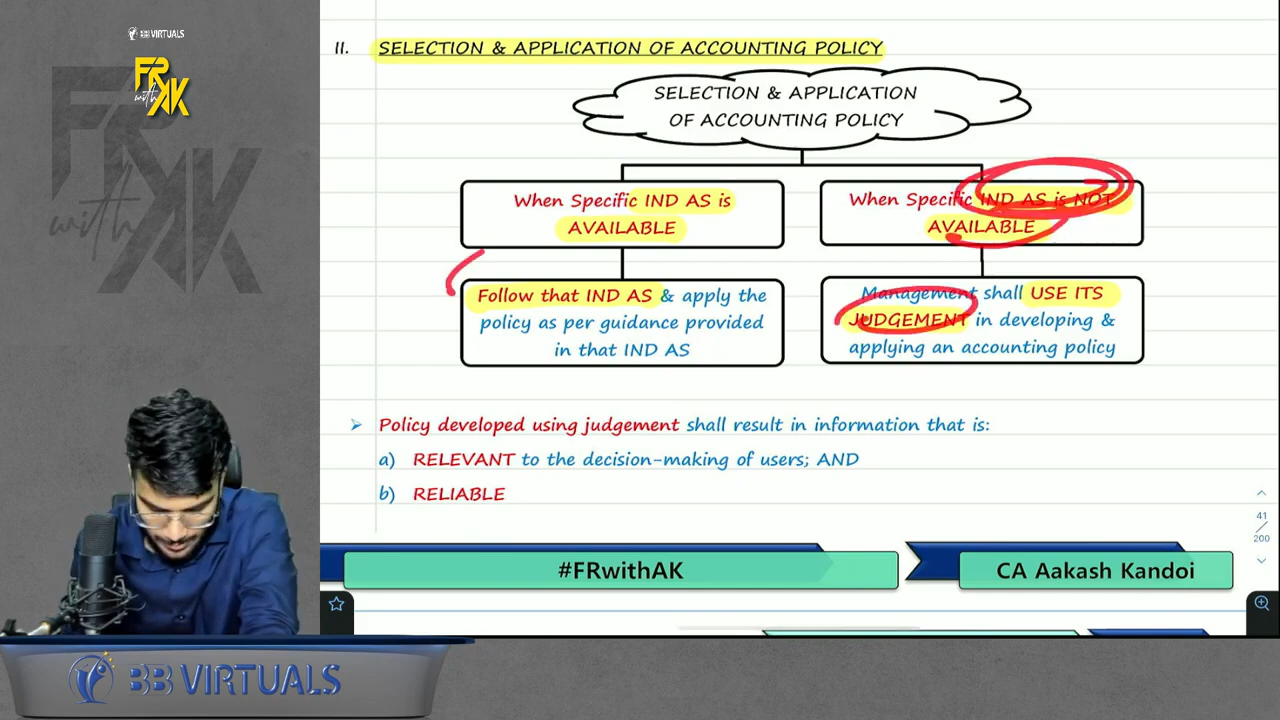 BB VIRTUALS
FR
with
AK
FR
with
AK
II. SELECTION & APPLICATION OF ACCOUNTING POLICY
SELECTION & APPLICATION
OF ACCOUNTING POLICY
When Specific IND AS is
AVAILABLE
When Specific IND AS is NOT
AVAILABLE
Follow that IND AS & apply the
policy as per guidance provided
in that IND AS
Management shall USE ITS
JUDGEMENT in developing &
applying an accounting policy
➢ Policy developed using judgement shall result in information that is:
a) RELEVANT to the decision-making of users; AND
b) RELIABLE
41
200
#FRwithAK
CA Aakash Kandoi
BB VIRTUALS